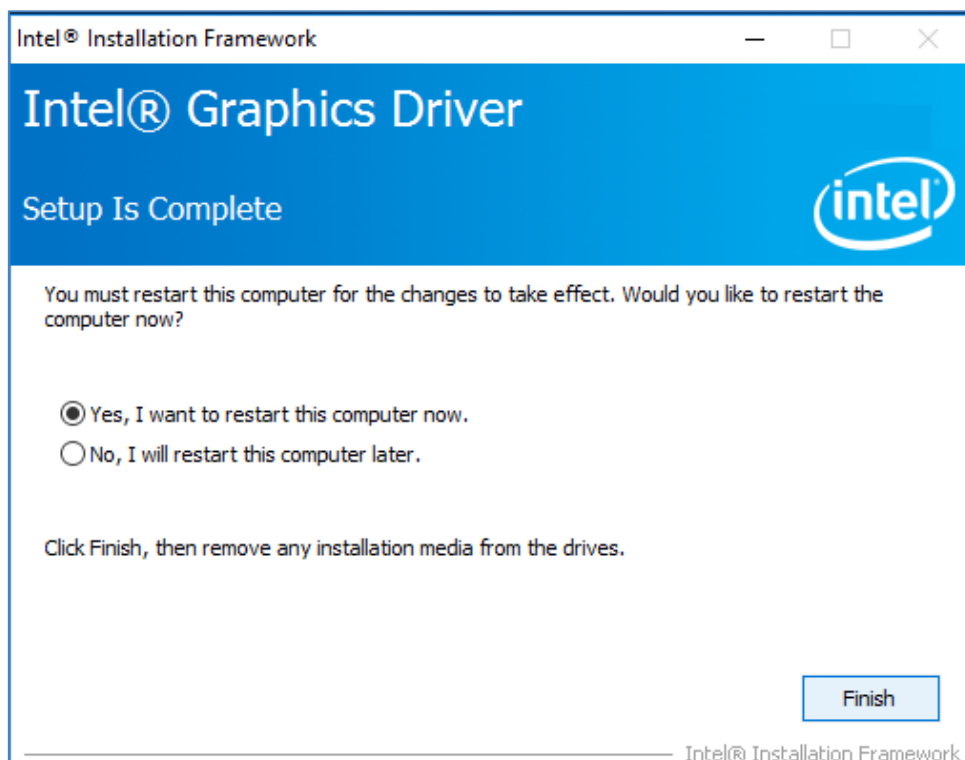 Intel® Installation Framework
Intel® Graphics Driver
Setup Is Complete
intel
You must restart this computer for the changes to take effect. Would you like to restart the
computer now?
Yes, I want to restart this computer now.
No, I will restart this computer later.
Click Finish, then remove any installation media from the drives.
Finish
Intel® Installation Framework